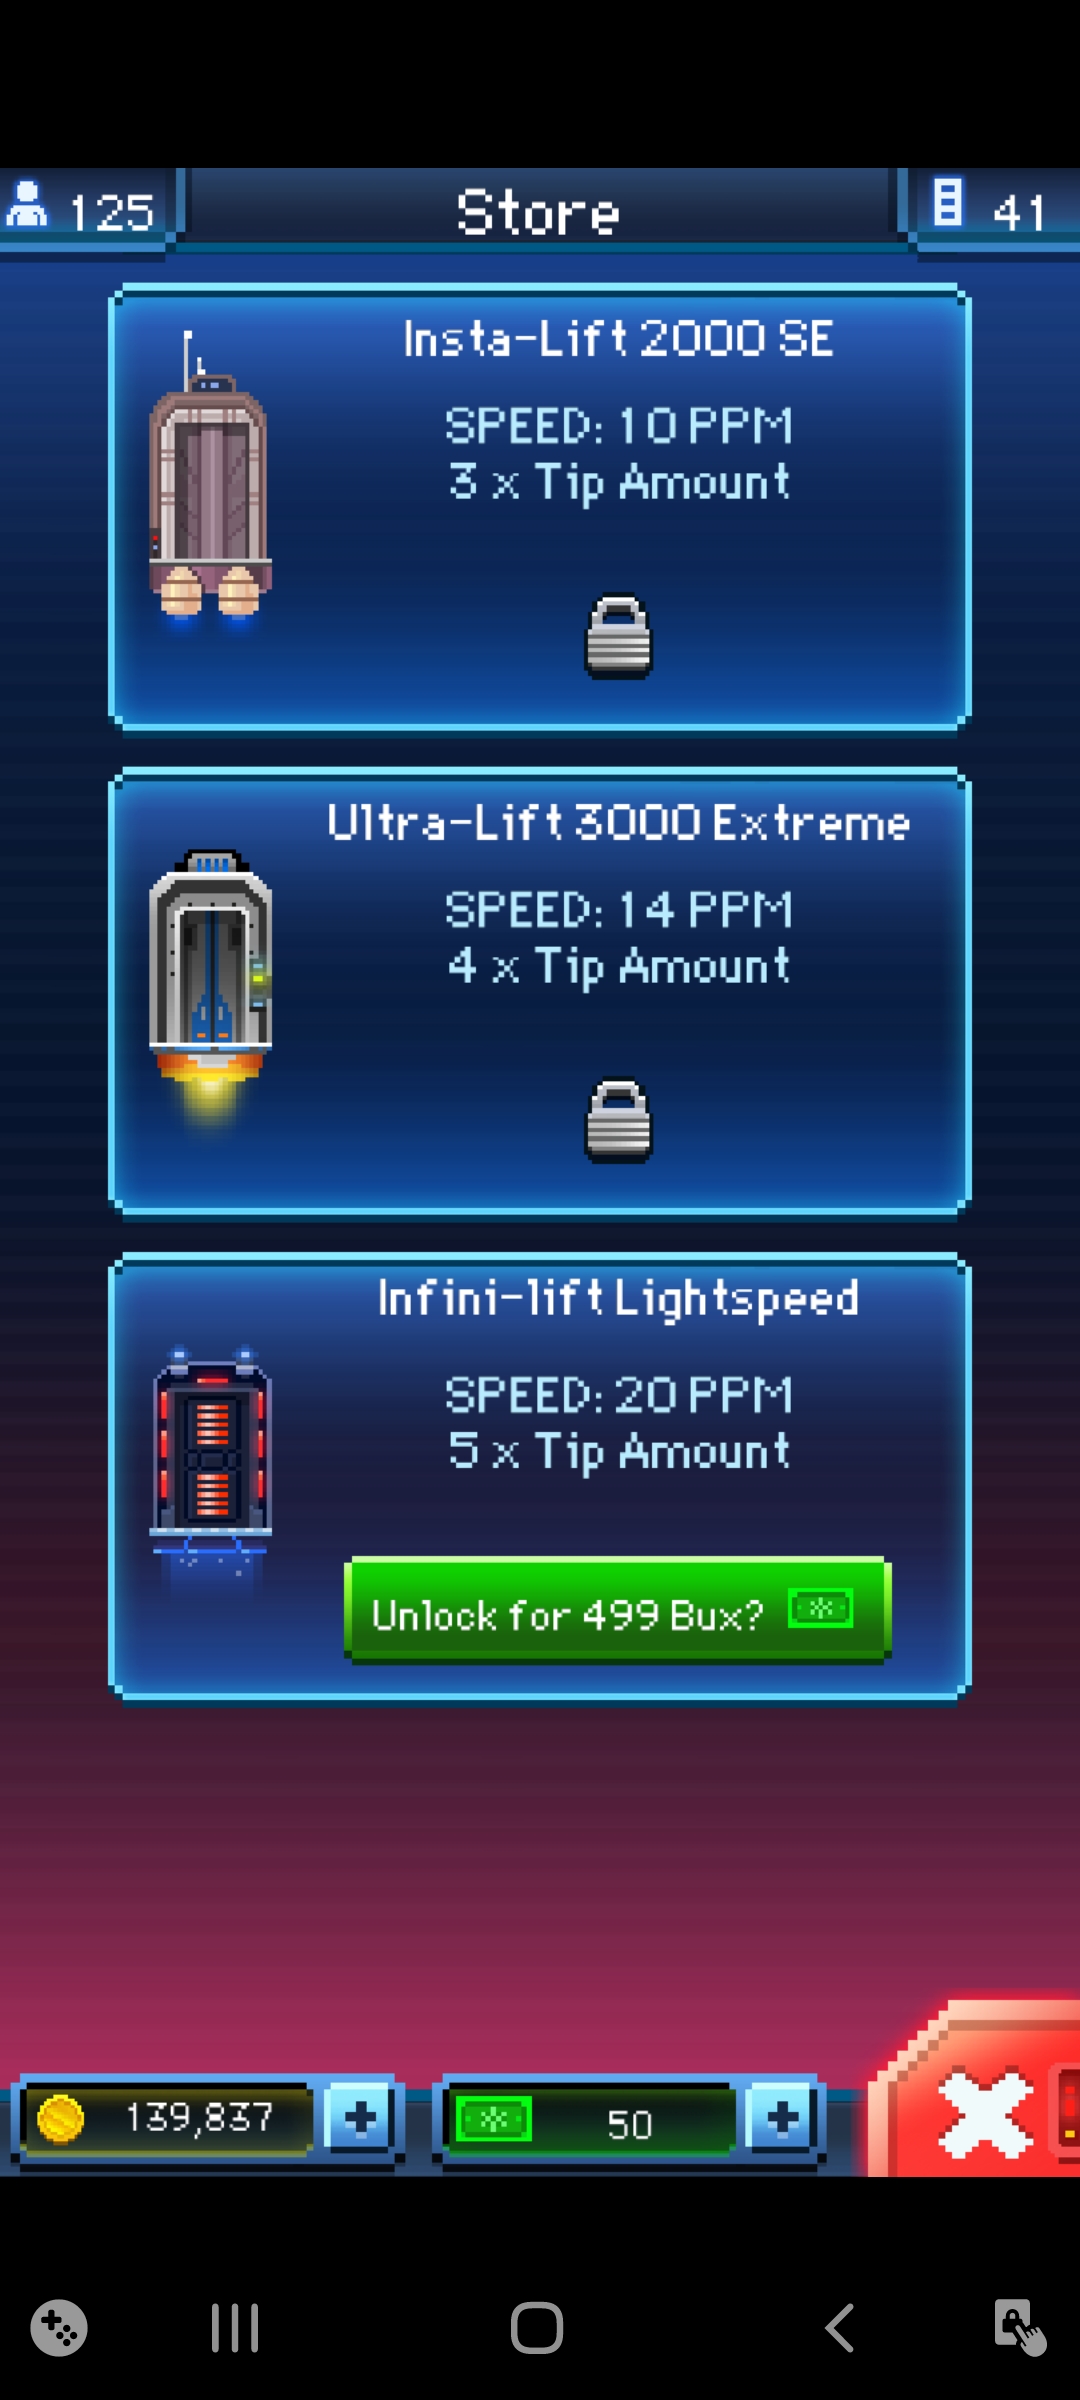 125
Store
41
Insta-Lift 2000 SE
SPEED: 10 PPM
3 x Tip Amount
Ultra-Lift 3000 Extreme
SPEED: 14 PPM
4 x Tip Amount
Infini-lift Lightspeed
SPEED: 20 PPM
5 x Tip Amount
Unlock for 499 Bux?
139,837
50